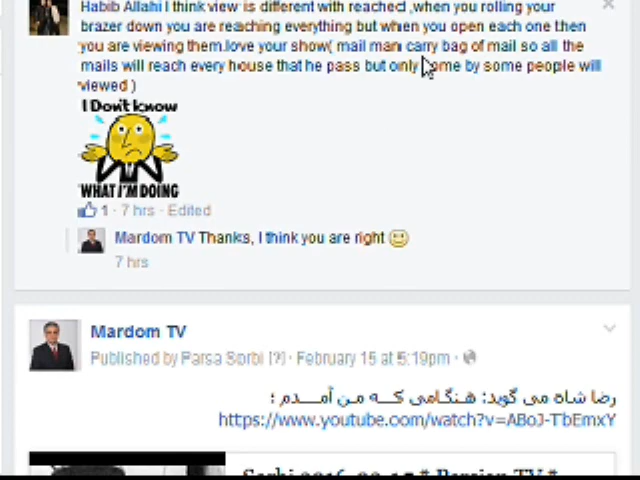 Habib Allahi I think view is different with reached ,when you rolling your
brazer down you are reaching everything but when you open each one then
you are viewing them.love your show( mail man carry bag of mail so all the
mails will reach every house that he pass but only some by some people will
viewed )
I Don't know
WHAT I'M DOING
1 · 7 hrs · Edited
Mardom TV Thanks, I think you are right
7 hrs
Mardom TV
Published by Parsa Sorbi [?] · February 15 at 5:19pm ·
رضا شاه می گوید: هـنگـامی کـــه مـن آمــــدم ؛
https://www.youtube.com/watch?v=ABoJ-TbEmxY